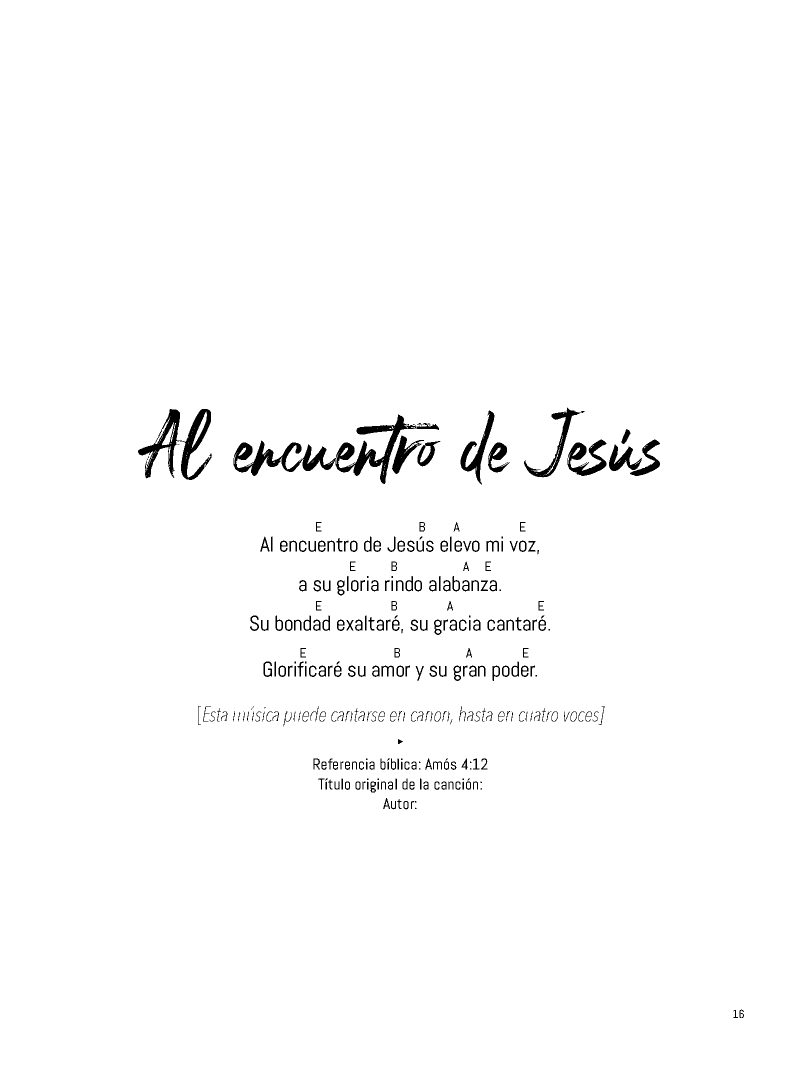 Al encuentro de Jesús
E B A E
Al encuentro de Jesús elevo mi voz,
E B A E
a su gloria rindo alabanza.
E B A E
Su bondad exaltaré, su gracia cantaré.
E B A E
Glorificaré su amor y su gran poder.
[Esta música puede cantarse en canon, hasta en cuatro voces]
Referencia bíblica: Amós 4:12
Título original de la canción:
Autor:
16